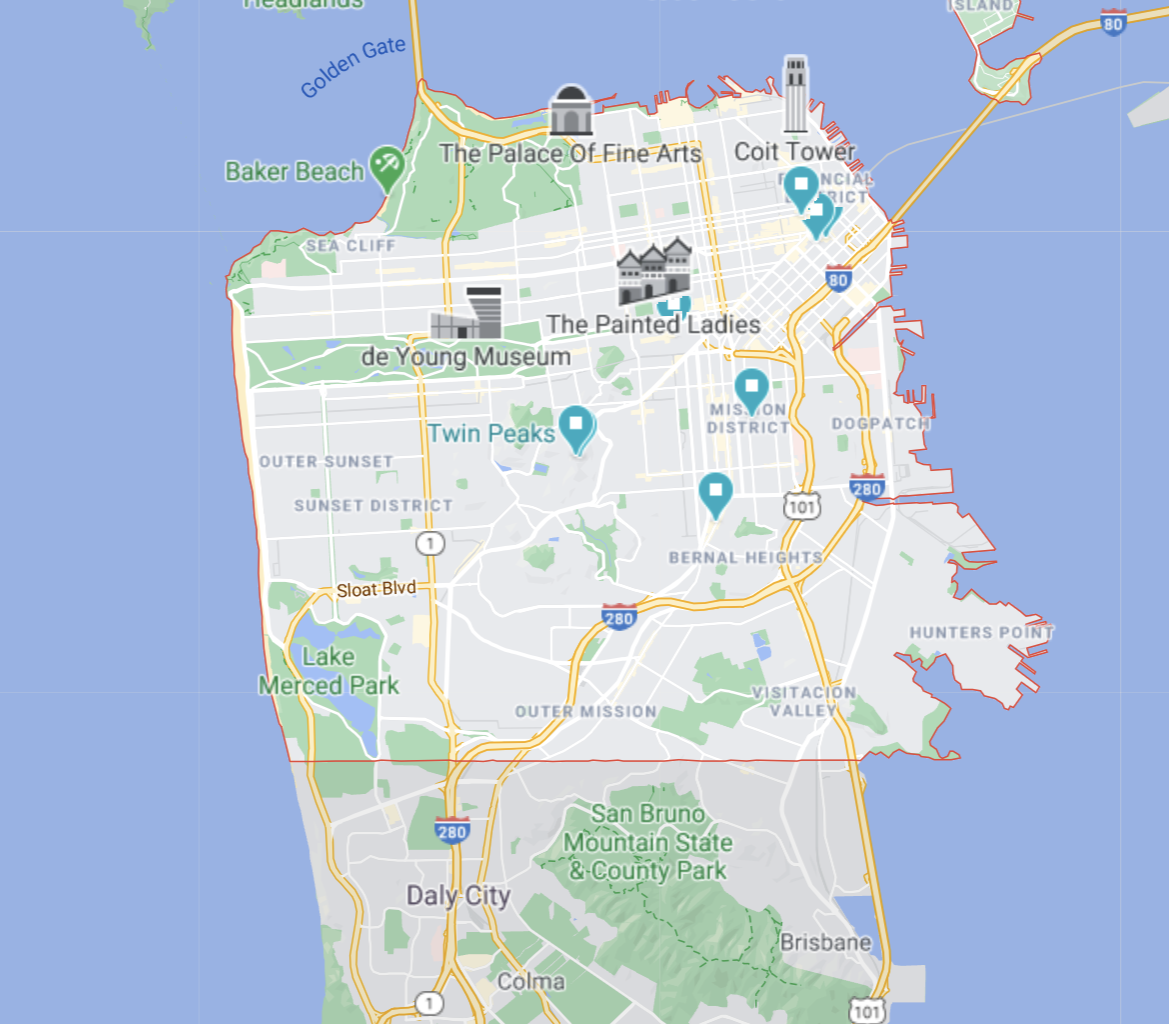 Headlands
ISLAND
80
Golden Gate
The Palace Of Fine Arts
Coit Tower
Baker Beach
FINANCIAL
DISTRICT
SEA CLIFF
80
The Painted Ladies
de Young Museum
MISSION
DISTRICT
DOGPATCH
Twin Peaks
OUTER SUNSET
280
SUNSET DISTRICT
101
1
BERNAL HEIGHTS
Sloat Blvd
280
HUNTERS POINT
Lake
Merced Park
VISITACION
VALLEY
OUTER MISSION
San Bruno
Mountain State
& County Park
280
Daly City
Brisbane
Colma
1
101